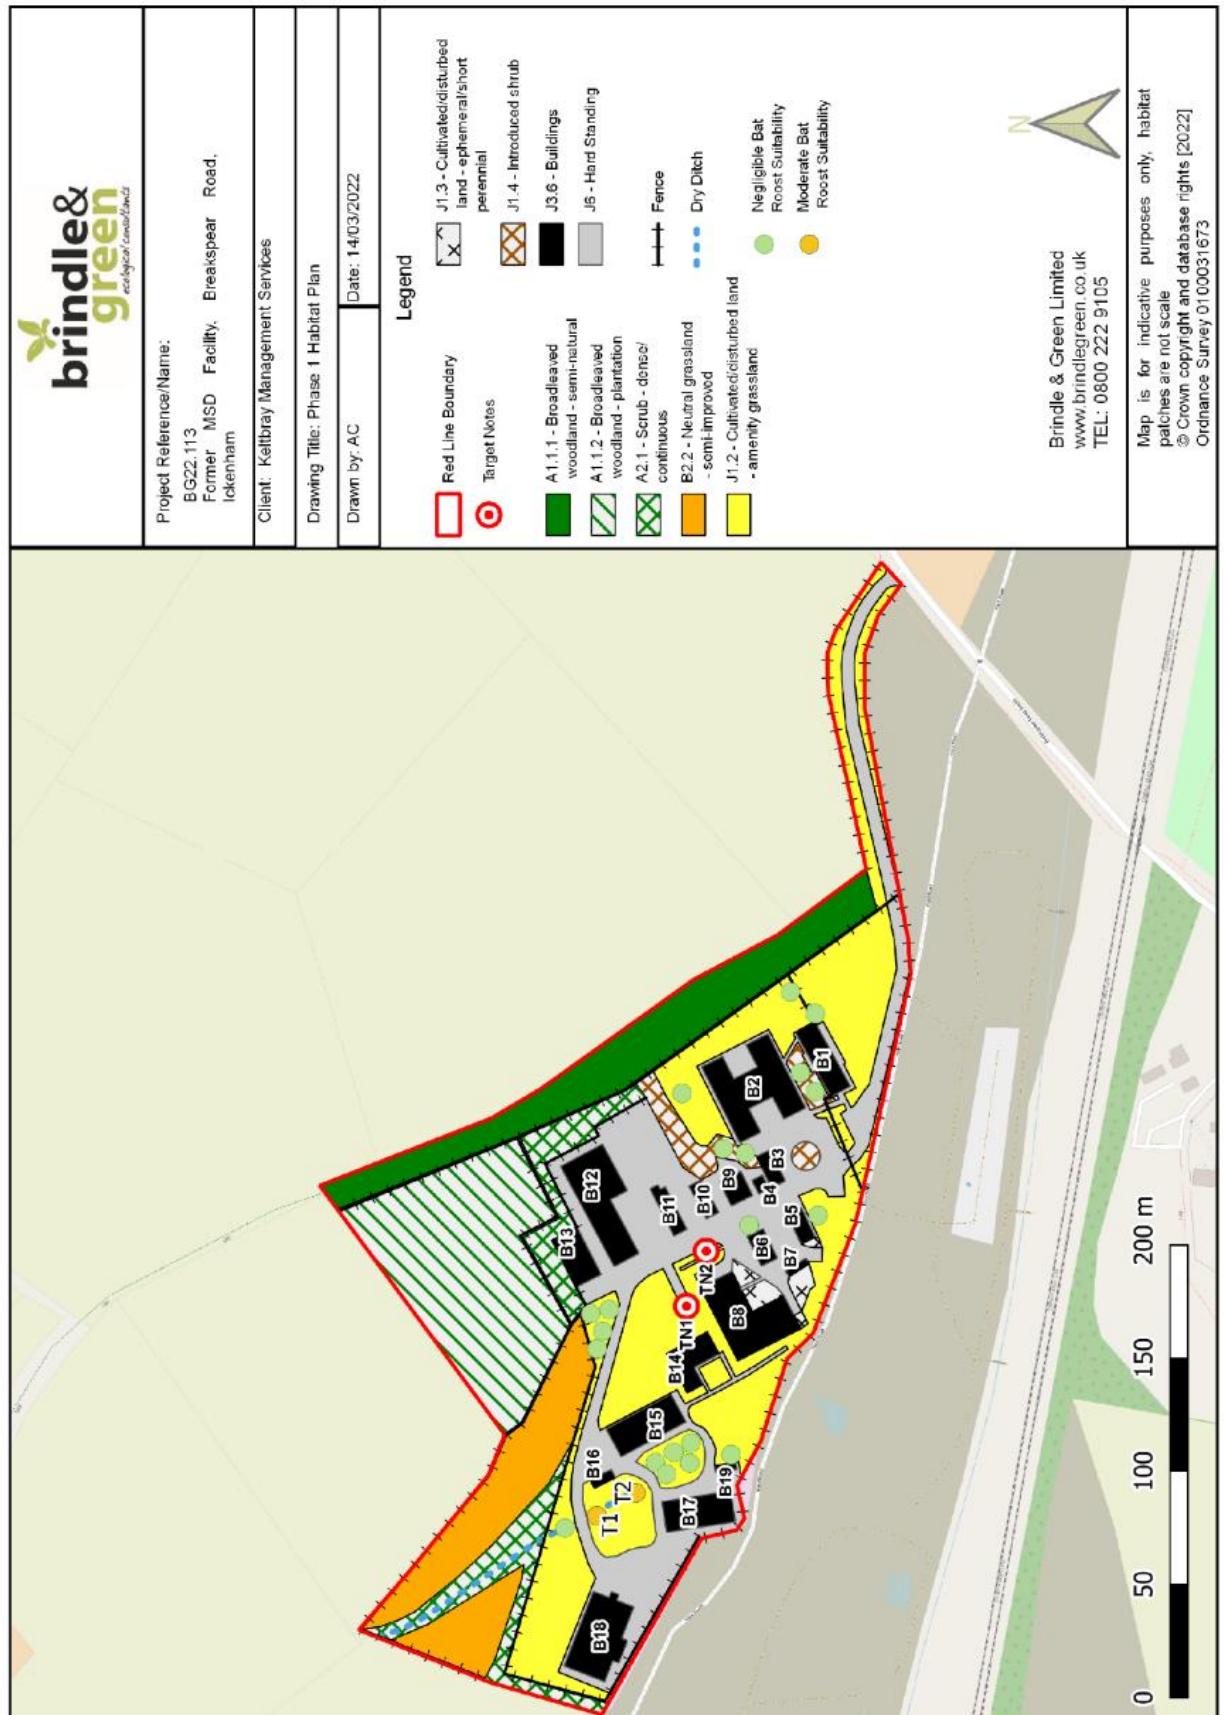 brindle&
green
ecological consultants
Project Reference/Name:
BG22.113
Former MSD Facility, Breakspear Road,
Ickenham
Client: Keltbray Management Services
Drawing Title: Phase 1 Habitat Plan
Drawn by: AC
Date: 14/03/2022
Legend
Red Line Boundary
Target Notes
A1.1.1 - Broadleaved
woodland - semi-natural
A1.1.2 - Broadleaved
woodland - plantation
A2.1 - Scrub - dense/
continuous
B2.2 - Neutral grassland
- semi-improved
J1.2 - Cultivated/disturbed land
- amenity grassland
J1.3 - Cultivated/disturbed
land - ephemeral/short
perennial
J1.4 - Introduced shrub
J3.6 - Buildings
J6 - Hard Standing
Fence
Dry Ditch
Negligible Bat
Roost Suitability
Moderate Bat
Roost Suitability
N
Brindle & Green Limited
www.brindlegreen.co.uk
TEL: 0800 222 9105
Map is for indicative purposes only, habitat
patches are not scale
© Crown copyright and database rights [2022]
Ordnance Survey 0100031673
B13
B12
B11
B10
B9
B2
B1
B3
B4
B5
B6
B7
TN2
TN1
B8
B14
B15
B16
T2
T1
B17
B19
B18
0
50
100
150
200 m